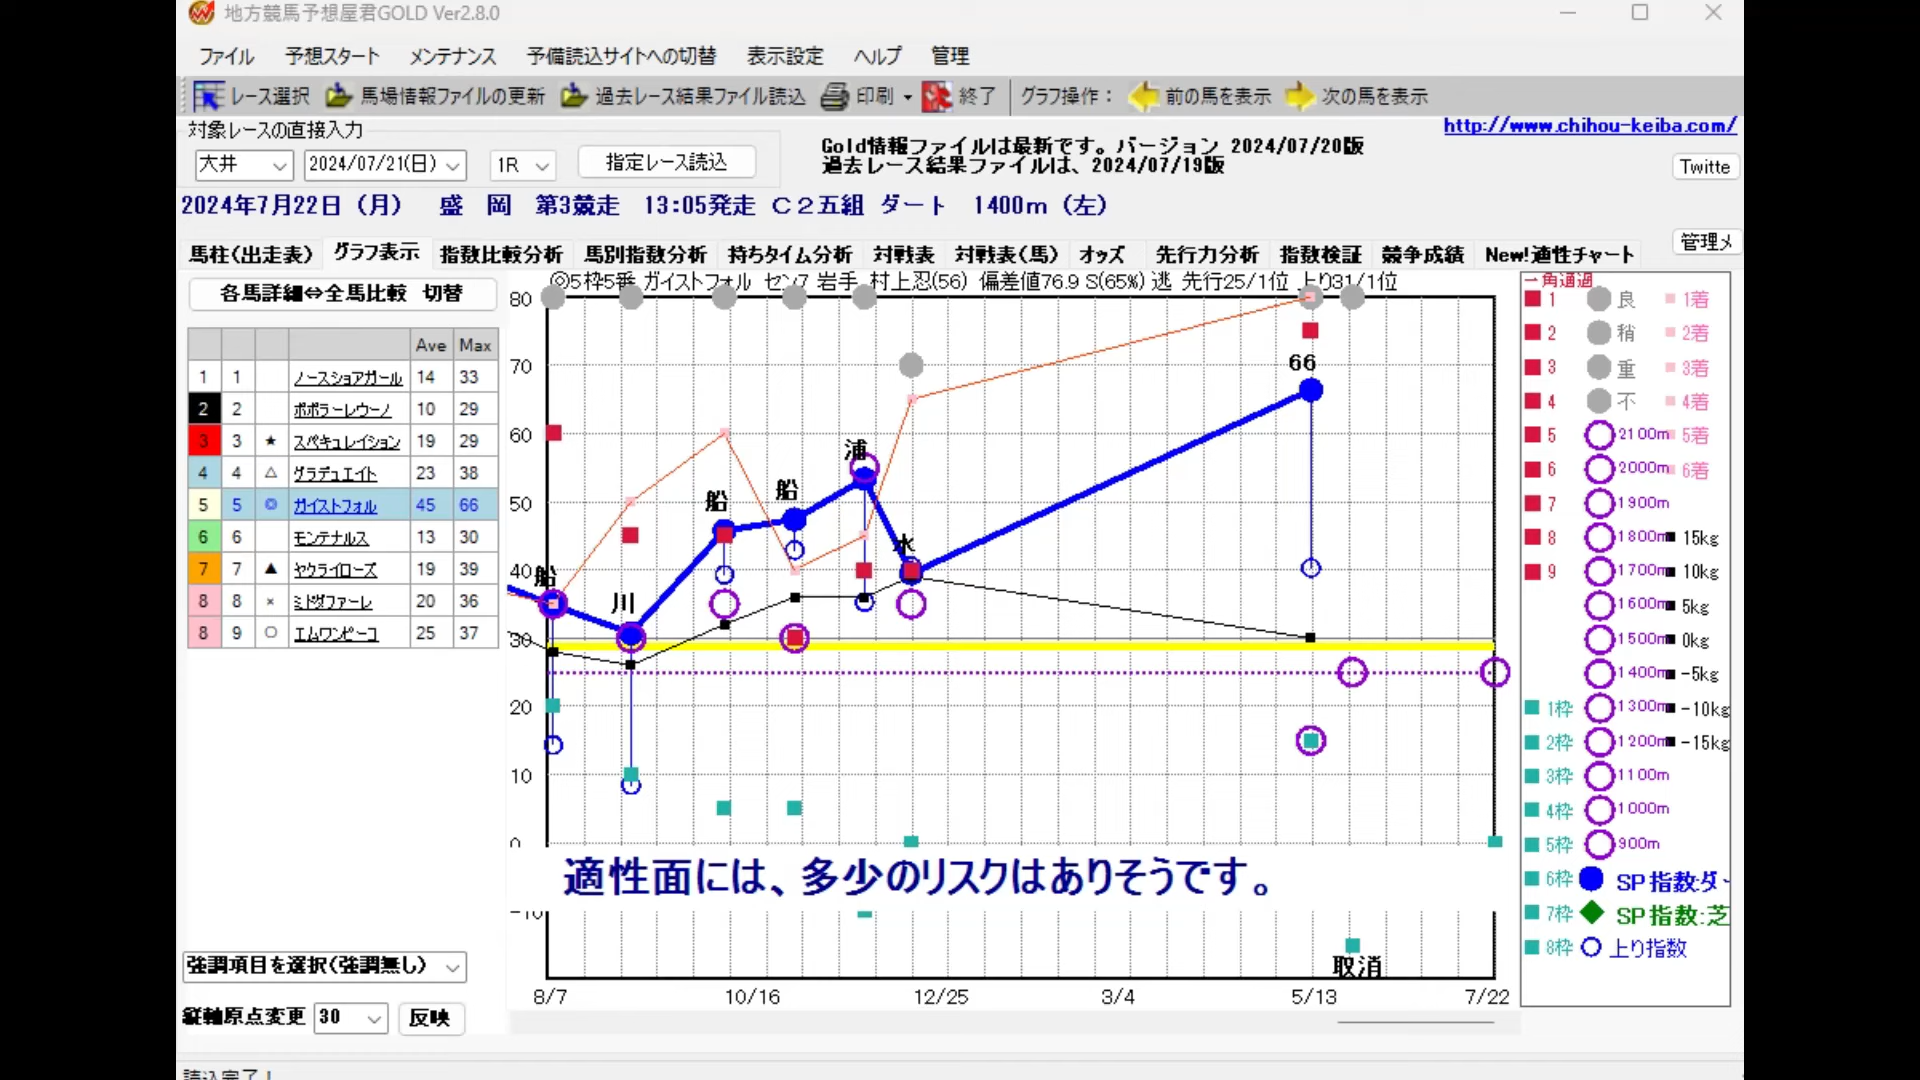 地方競馬予想屋君GOLD Ver2.8.0
ファイル 予想スタート メンテナンス 予備読込サイトへの切替 表示設定 ヘルプ 管理
レース選択 馬場情報ファイルの更新 過去レース結果ファイル読込 印刷 終了 グラフ操作： 前の馬を表示 次の馬を表示
対象レースの直接入力
http://www.chihou-keiba.com/
大井 2024/07/21(日) 1R 指定レース読込
Gold情報ファイルは最新です。バージョン 2024/07/20版
過去レース結果ファイルは、2024/07/19版
Twitte
2024年7月22日（月） 盛 岡 第3競走 13:05発走 Ｃ２五組 ダート 1400m（左）
管理メ
馬柱(出走表) グラフ表示 指数比較分析 馬別指数分析 持ちタイム分析 対戦表 対戦表(馬) オッズ 先行力分析 指数検証 競争成績 New!適性チャート
各馬詳細⇔全馬比較 切替
◎5枠5番 ガイストフォル セン7 岩手 村上忍(56) 偏差値76.9 S(65%) 逃 先行25/1位 上り31/1位
Ave Max
1 1 ノースショアガール 14 33
2 2 ポポラーレウーノ 10 29
3 3 ★ スペキュレイション 19 29
4 4 △ グラデュエイト 23 38
5 5 ◎ ガイストフォル 45 66
6 6 モンテナルス 13 30
7 7 ▲ ヤクライローズ 19 39
8 8 × ミドダファーレ 20 36
8 9 ○ エムワンピーコ 25 37
80
70
60
50
40
30
20
10
0
-10
船
川
船
船
浦
水
66
取消
8/7 10/16 12/25 3/4 5/13 7/22
適性面には、多少のリスクはありそうです。
一角通過
1 良 1着
2 稍 2着
3 重 3着
4 不 4着
5 2100m 5着
6 2000m 6着
7 1900m
8 1800m 15kg
9 1700m 10kg
1600m 5kg
1500m 0kg
1400m -5kg
1枠 1300m -10kg
2枠 1200m -15kg
3枠 1100m
4枠 1000m
5枠 900m
6枠 SP指数:ダ-
7枠 SP指数:芝
8枠 上り指数
強調項目を選択(強調無し)
縦軸原点変更 30 反映
読込完了！